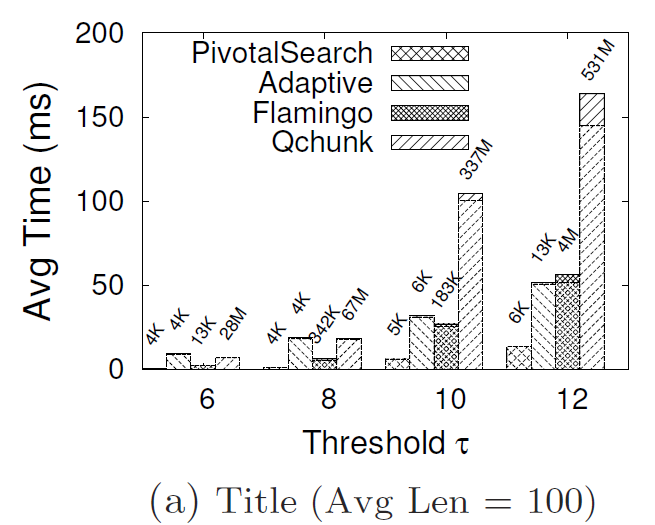 200
150
100
50
0
Avg Time (ms)
PivotalSearch
Adaptive
Flamingo
Qchunk
4K
4K
13K
28M
4K
4K
342K
67M
5K
6K
183K
337M
6K
13K
4M
531M
6
8
10
12
Threshold τ
(a) Title (Avg Len = 100)